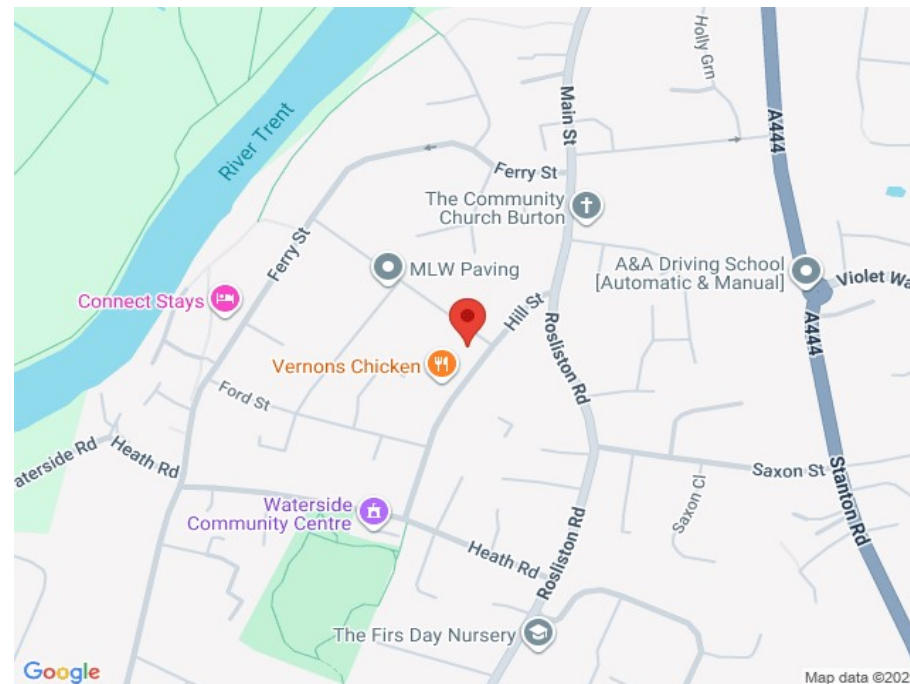 Holly Grn
Main St
A444
River Trent
Ferry St
The Community
Church Burton
Ferry St
MLW Paving
A&A Driving School
[Automatic & Manual]
Violet Wa
Connect Stays
Hill St
Rosliston Rd
A444
Vernons Chicken
Ford St
aterside Rd
Heath Rd
Saxon St
Saxon Cl
Stanton Rd
Waterside
Community Centre
Heath Rd
Rosliston Rd
The Firs Day Nursery
Google
Map data ©202